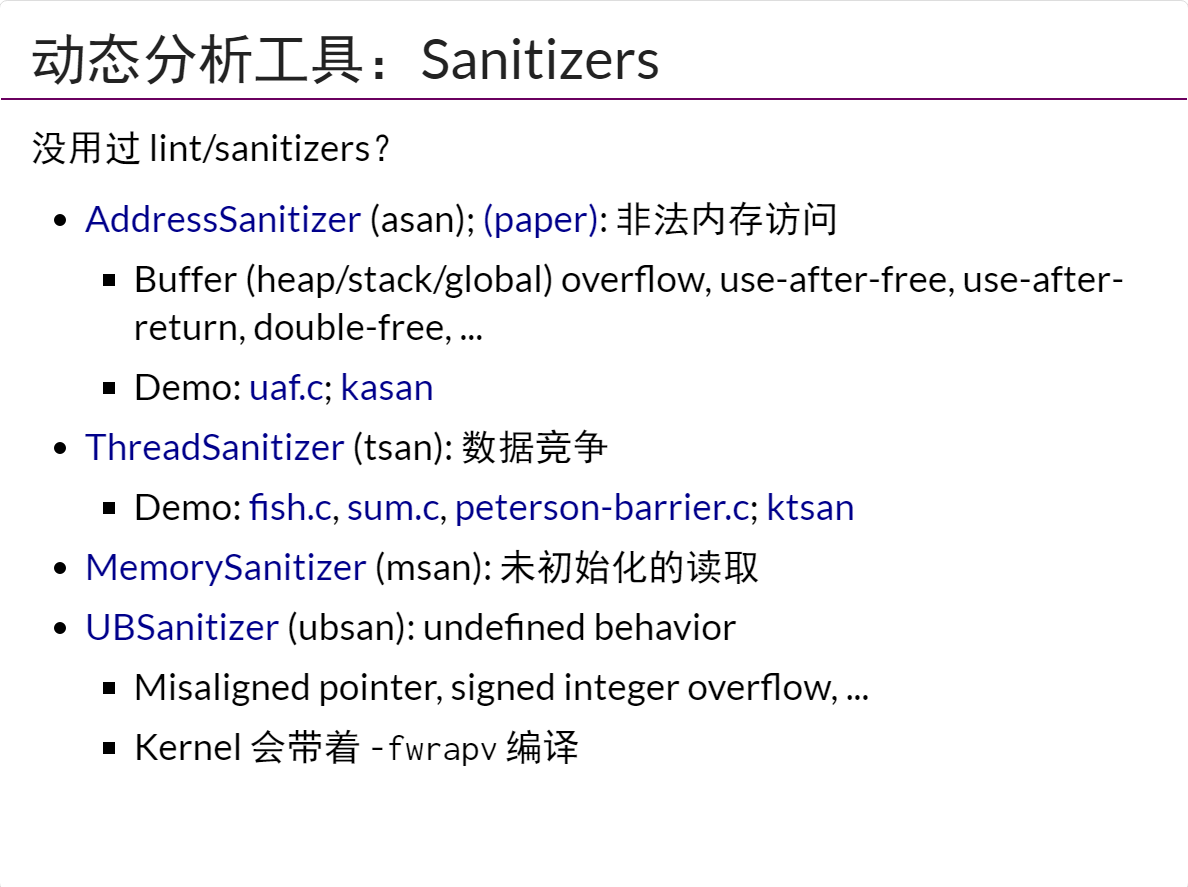 动态分析工具：Sanitizers
没用过 lint/sanitizers？
• AddressSanitizer (asan); (paper): 非法内存访问
▪ Buffer (heap/stack/global) overflow, use-after-free, use-after-
return, double-free, ...
▪ Demo: uaf.c; kasan
• ThreadSanitizer (tsan): 数据竞争
▪ Demo: fish.c, sum.c, peterson-barrier.c; ktsan
• MemorySanitizer (msan): 未初始化的读取
• UBSanitizer (ubsan): undefined behavior
▪ Misaligned pointer, signed integer overflow, ...
▪ Kernel 会带着 -fwrapv 编译